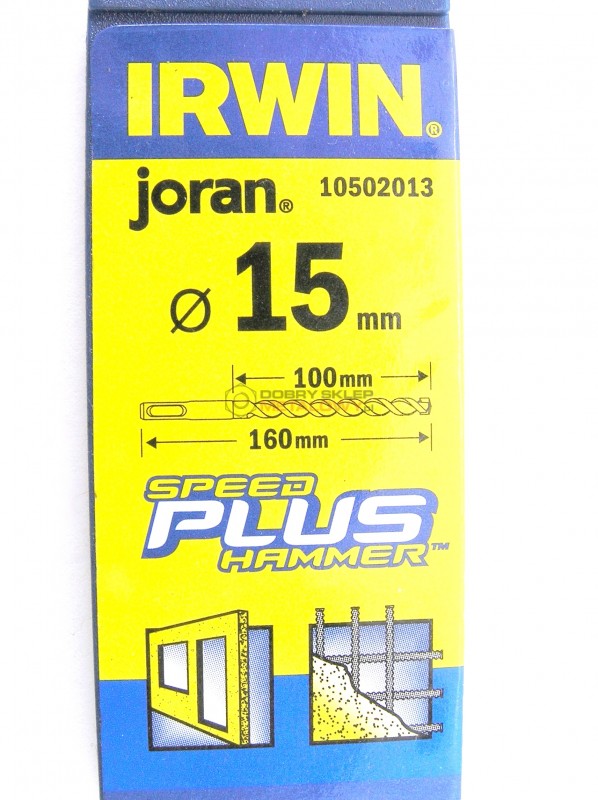 IRWIN®
joran® 10502013
ø 15 mm
100mm
DOBRY SKLEP
160mm
SPEED
PLUS
HAMMER™